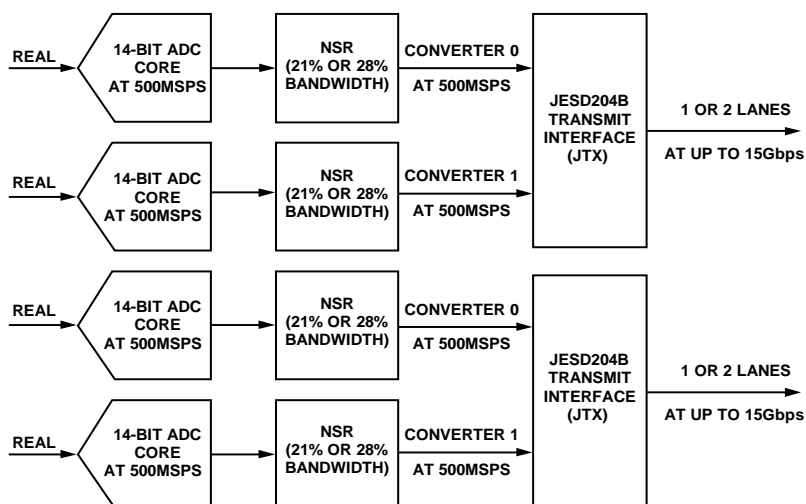 REAL
14-BIT ADC
CORE
AT 500MSPS
NSR
(21% OR 28%
BANDWIDTH)
CONVERTER 0
AT 500MSPS
REAL
14-BIT ADC
CORE
AT 500MSPS
NSR
(21% OR 28%
BANDWIDTH)
CONVERTER 1
AT 500MSPS
JESD204B
TRANSMIT
INTERFACE
(JTX)
1 OR 2 LANES
AT UP TO 15Gbps
REAL
14-BIT ADC
CORE
AT 500MSPS
NSR
(21% OR 28%
BANDWIDTH)
CONVERTER 0
AT 500MSPS
REAL
14-BIT ADC
CORE
AT 500MSPS
NSR
(21% OR 28%
BANDWIDTH)
CONVERTER 1
AT 500MSPS
JESD204B
TRANSMIT
INTERFACE
(JTX)
1 OR 2 LANES
AT UP TO 15Gbps